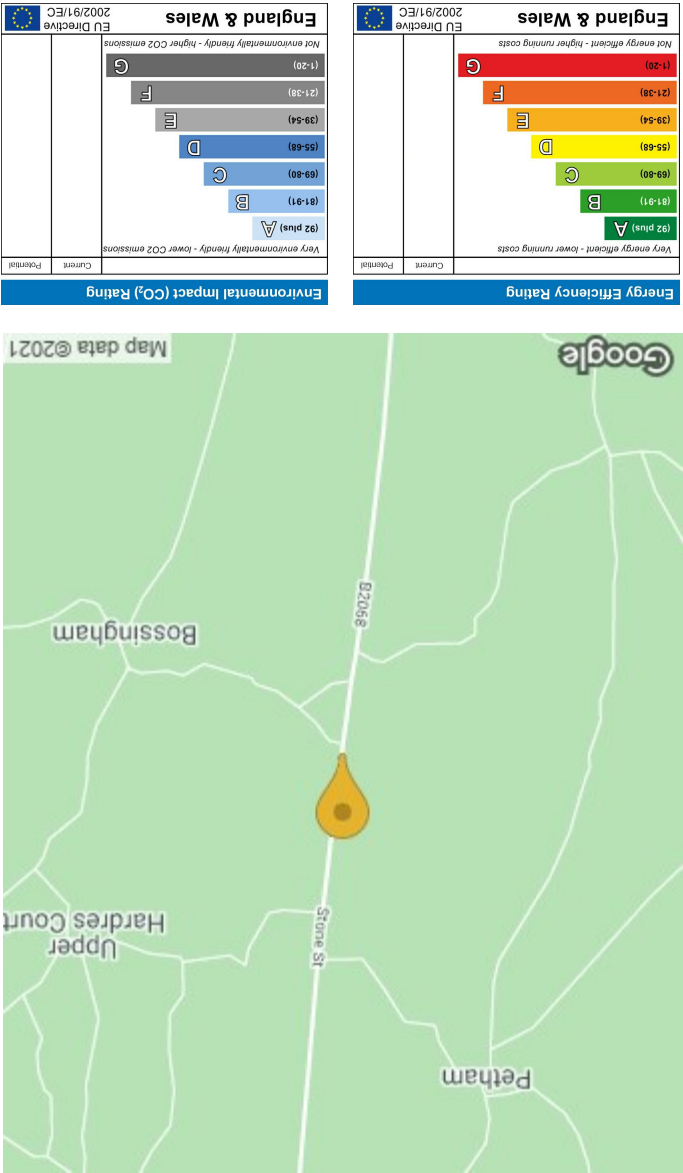 Petham
Upper
Hardres Court
Stone St
Bossingham
B2068
Google
Map data ©2021
Energy Efficiency Rating
Current
Potential
Very energy efficient - lower running costs
(92 plus) A
(81-91) B
(69-80) C
(55-68) D
(39-54) E
(21-38) F
(1-20) G
Not energy efficient - higher running costs
England & Wales
EU Directive
2002/91/EC
Environmental Impact (CO₂) Rating
Current
Potential
Very environmentally friendly - lower CO2 emissions
(92 plus) A
(81-91) B
(69-80) C
(55-68) D
(39-54) E
(21-38) F
(1-20) G
Not environmentally friendly - higher CO2 emissions
England & Wales
EU Directive
2002/91/EC